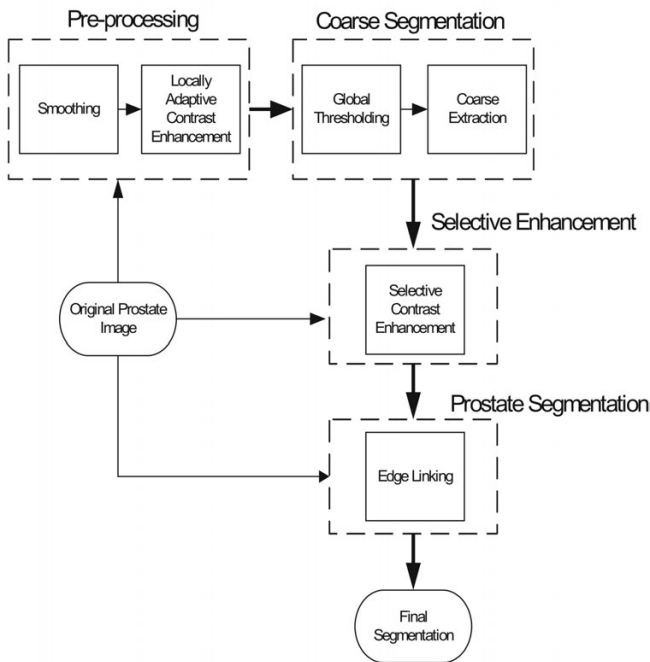 Pre-processing
Coarse Segmentation
Smoothing
Locally
Adaptive
Contrast
Enhancement
Global
Thresholding
Coarse
Extraction
Selective Enhancement
Original Prostate
Image
Selective
Contrast
Enhancement
Prostate Segmentation
Edge Linking
Final
Segmentation